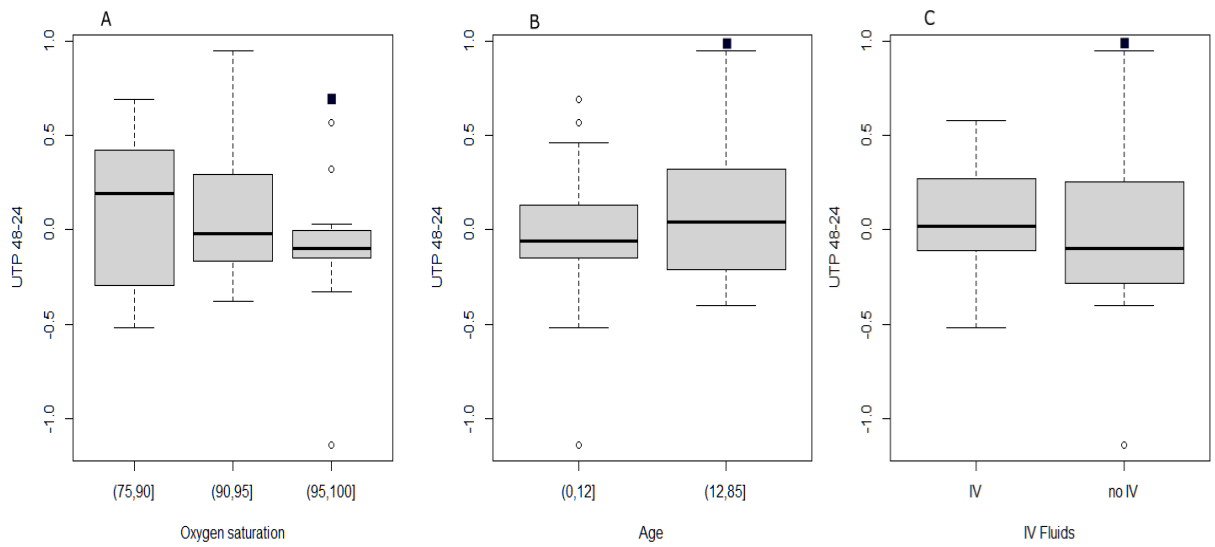 A
UTP 48-24
1.0
0.5
0.0
-0.5
-1.0
(75,90] (90,95] (95,100]
Oxygen saturation
B
UTP 48-24
1.0
0.5
0.0
-0.5
-1.0
(0,12] (12,85]
Age
C
UTP 48-24
1.0
0.5
0.0
-0.5
-1.0
IV no IV
IV Fluids